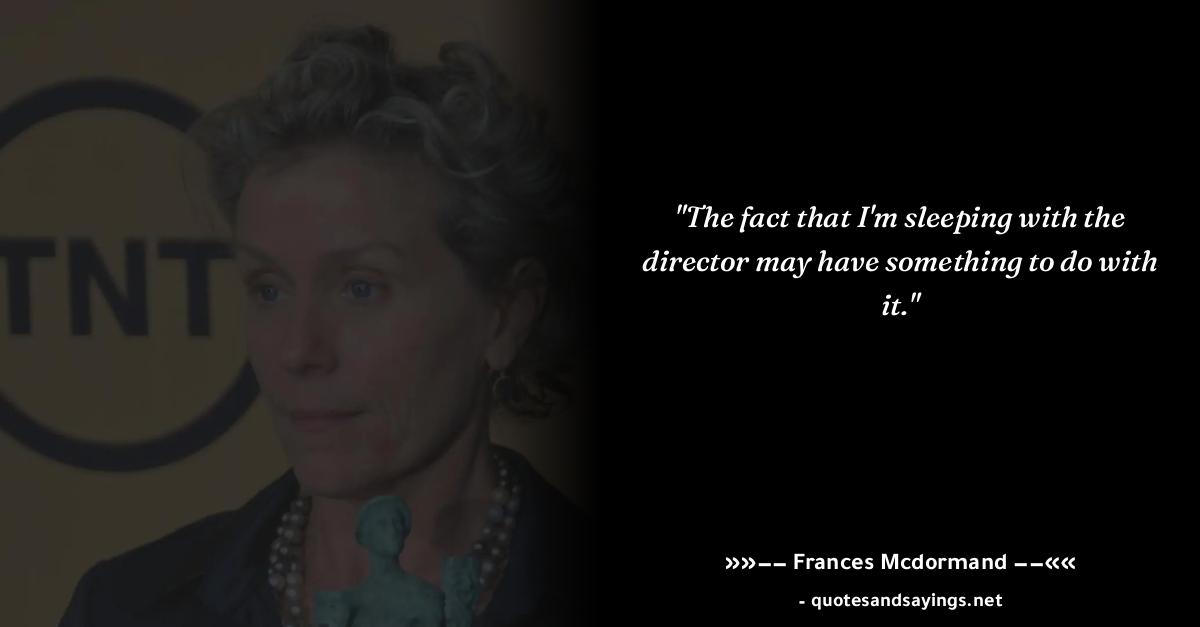 TNT
"The fact that I'm sleeping with the
director may have something to do with
it."
»»−− Frances Mcdormand −−««
- quotesandsayings.net